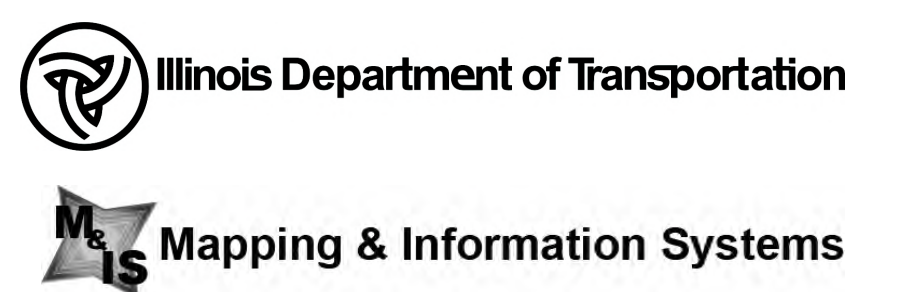 Illinois Department of Transportation
M&IS Mapping & Information Systems